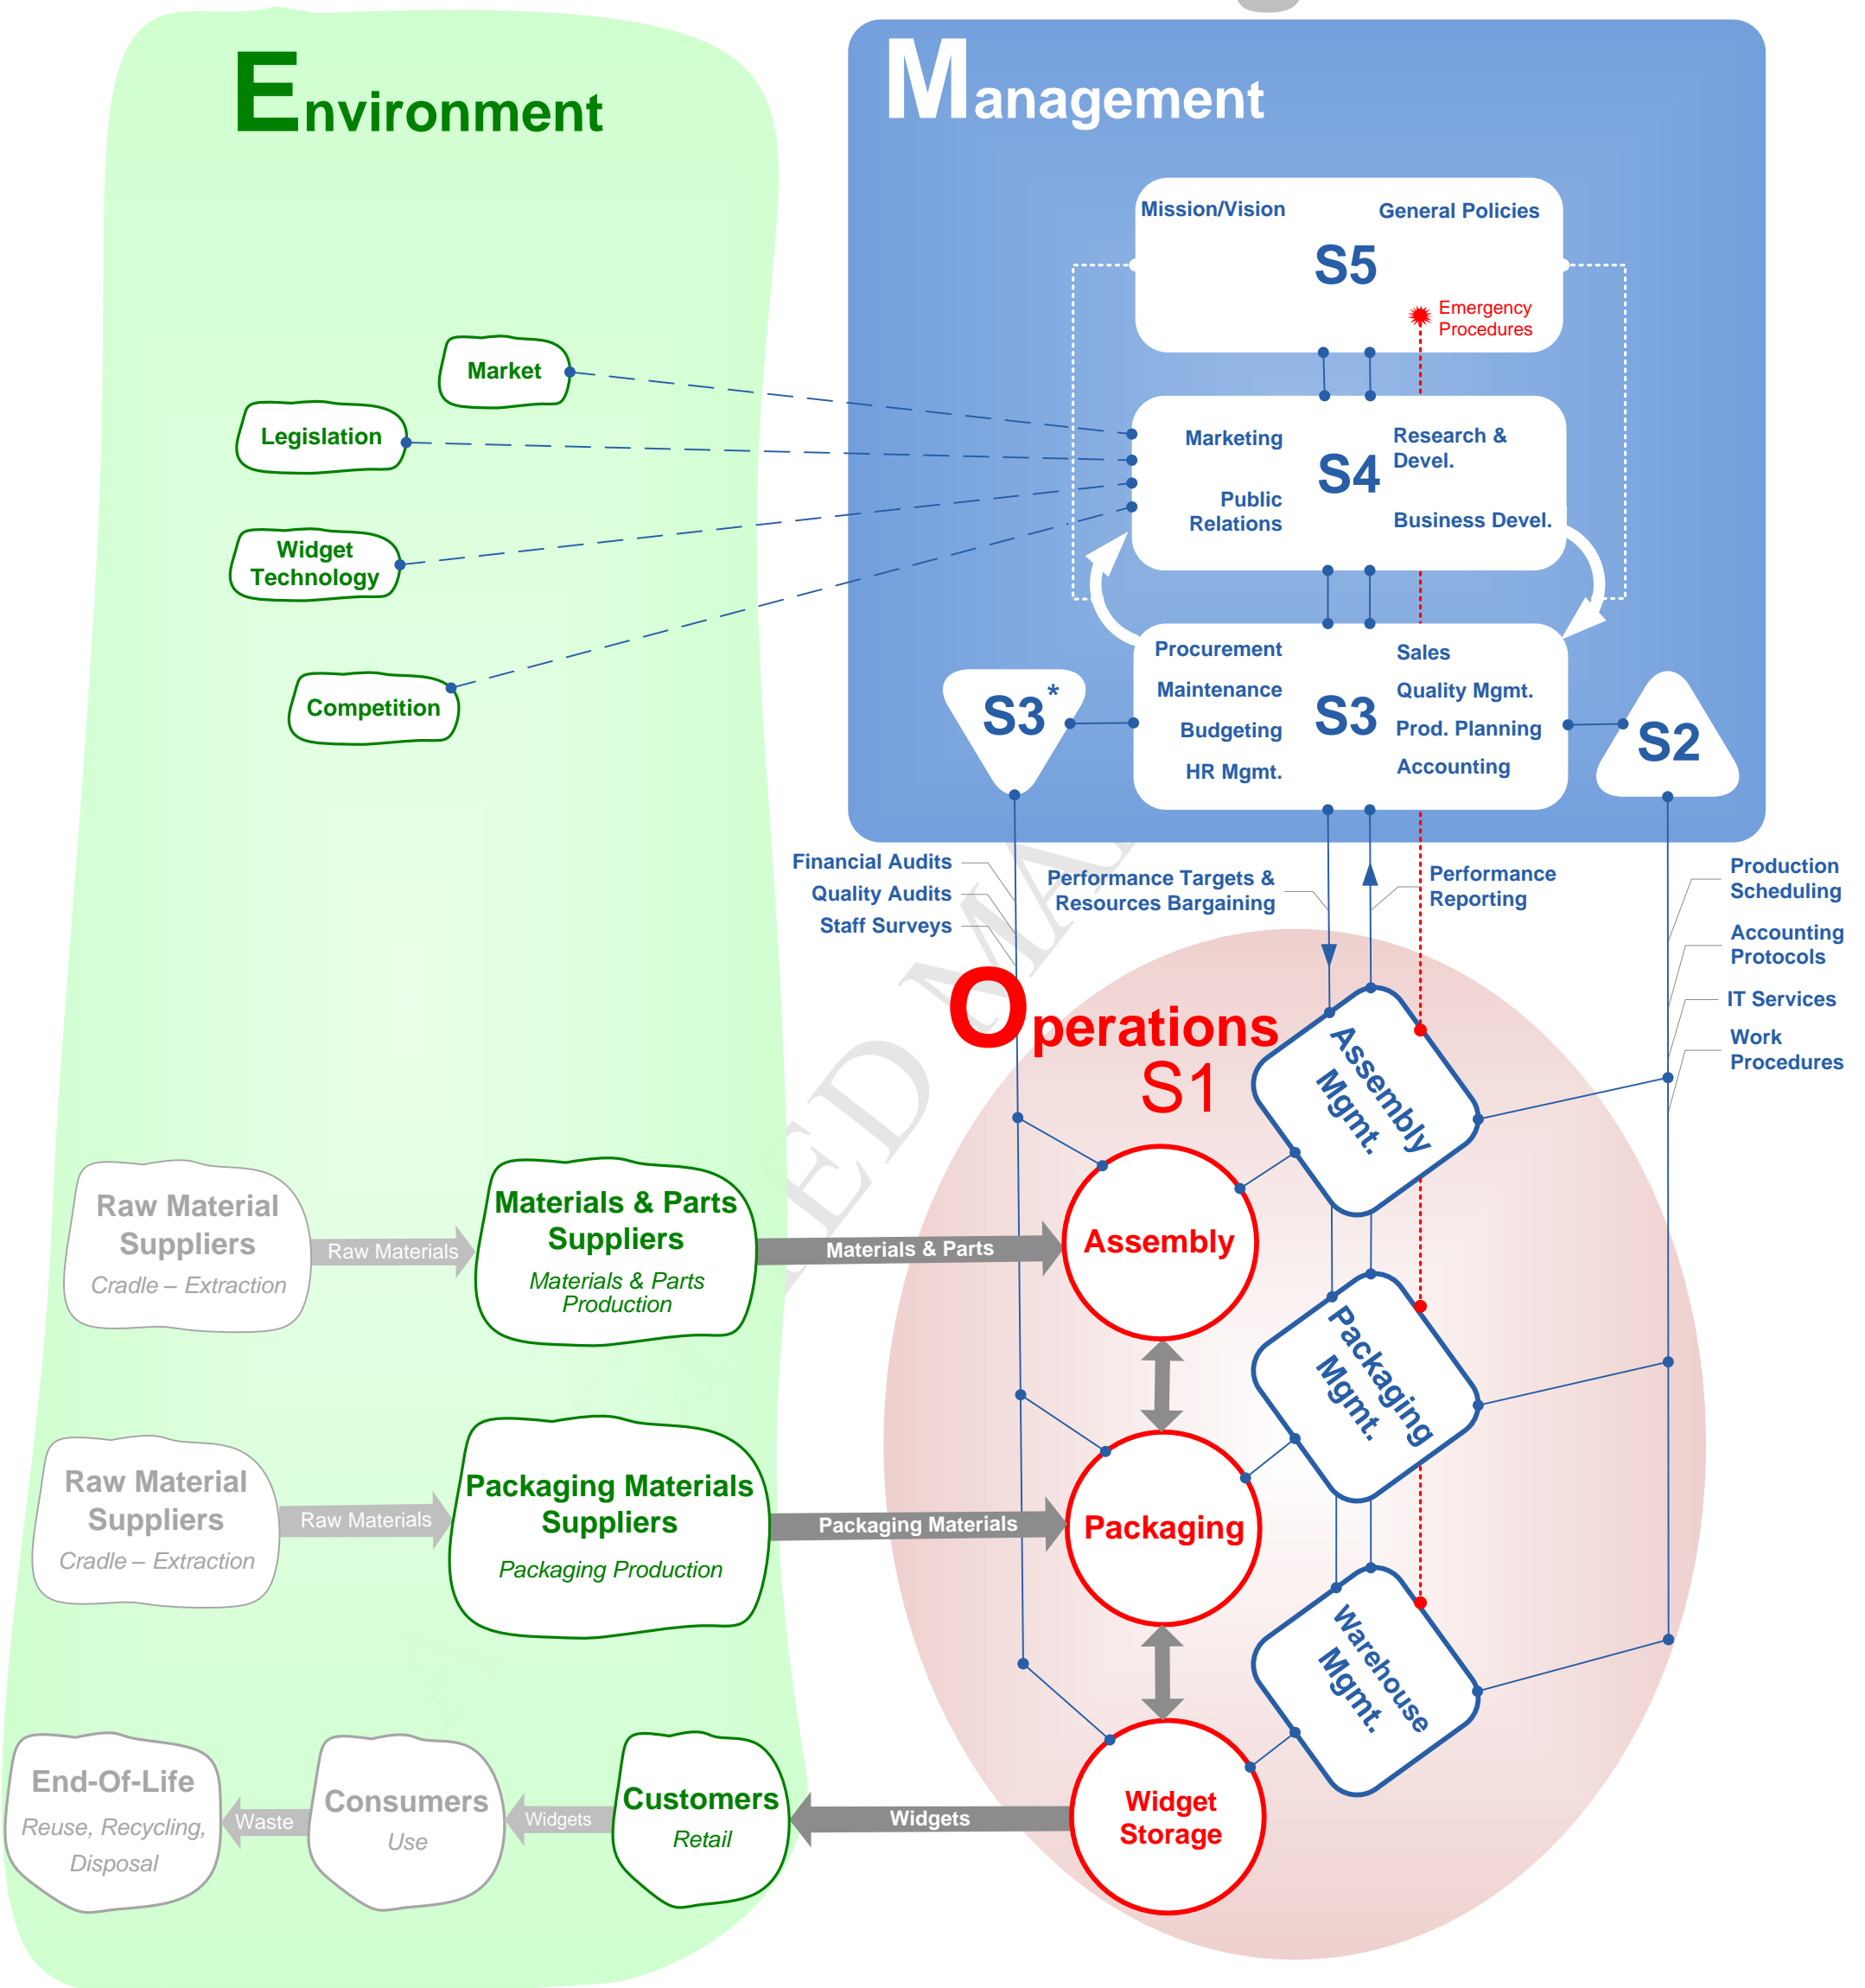 Environment
Management
Mission/Vision
General Policies
S5
Emergency
Procedures
Market
Legislation
Widget
Technology
Competition
Marketing
Public
Relations
S4
Research &
Devel.
Business Devel.
Procurement
Maintenance
Budgeting
HR Mgmt.
S3
Sales
Quality Mgmt.
Prod. Planning
Accounting
S3*
S2
Financial Audits
Quality Audits
Staff Surveys
Performance Targets &
Resources Bargaining
Performance
Reporting
Production
Scheduling
Accounting
Protocols
IT Services
Work
Procedures
Operations
S1
Assembly
Mgmt.
Raw Material
Suppliers
Cradle – Extraction
Raw Materials
Materials & Parts
Suppliers
Materials & Parts
Production
Materials & Parts
Assembly
Packaging
Mgmt.
Raw Material
Suppliers
Cradle – Extraction
Raw Materials
Packaging Materials
Suppliers
Packaging Production
Packaging Materials
Packaging
Warehouse
Mgmt.
End-Of-Life
Reuse, Recycling,
Disposal
Waste
Consumers
Use
Widgets
Customers
Retail
Widgets
Widget
Storage